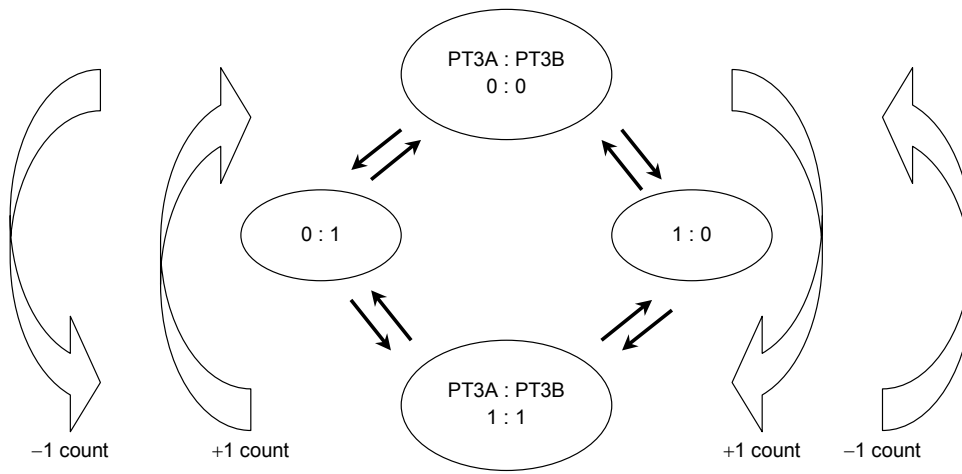 PT3A : PT3B
0 : 0
0 : 1
1 : 0
PT3A : PT3B
1 : 1
−1 count
+1 count
+1 count
−1 count